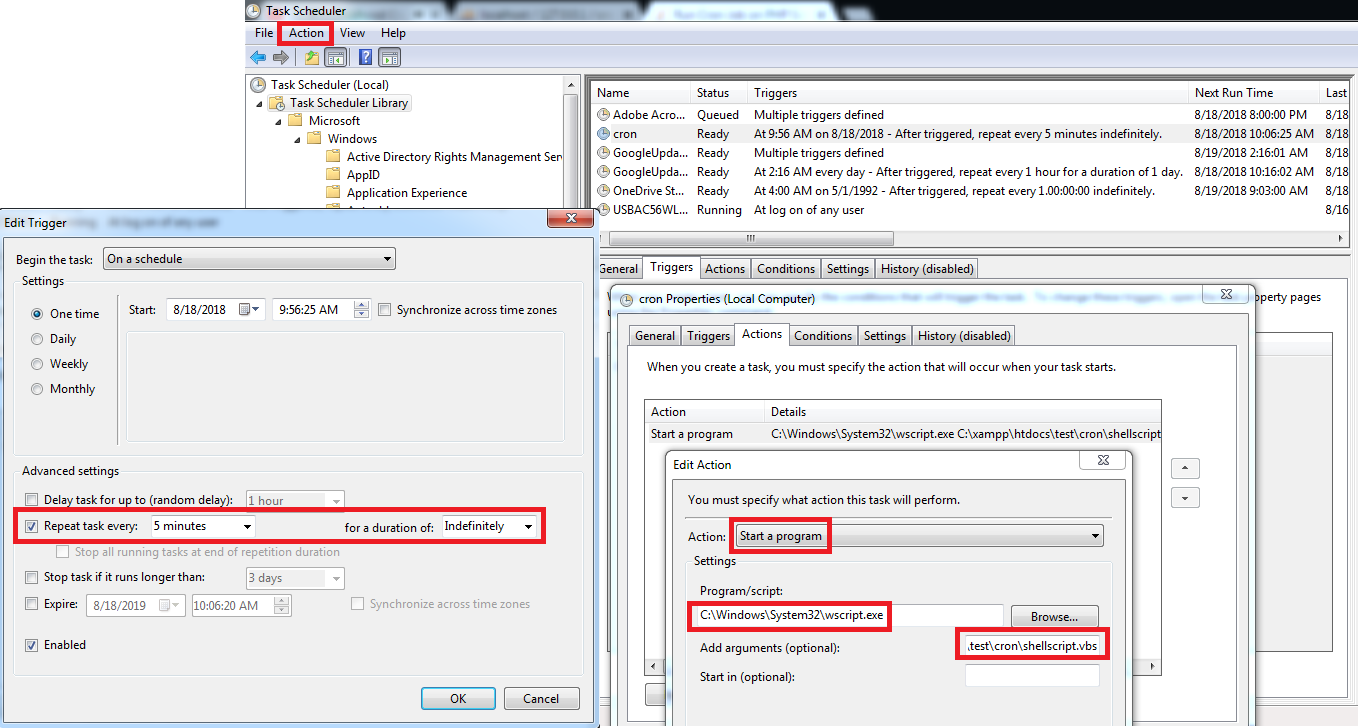 Task Scheduler
File Action View Help
Task Scheduler (Local)
Task Scheduler Library
Microsoft
Windows
Active Directory Rights Management Ser
AppID
Application Experience
Name Status Triggers Next Run Time Last
Adobe Acro... Queued Multiple triggers defined 8/18/2018 8:00:00 PM 8/18
cron Ready At 9:56 AM on 8/18/2018 - After triggered, repeat every 5 minutes indefinitely. 8/18/2018 10:06:25 AM 8/18
GoogleUpda... Ready Multiple triggers defined 8/19/2018 2:16:01 AM 8/18
GoogleUpda... Ready At 2:16 AM every day - After triggered, repeat every 1 hour for a duration of 1 day. 8/18/2018 10:16:02 AM 8/18
OneDrive St... Ready At 4:00 AM on 5/1/1992 - After triggered, repeat every 1.00:00:00 indefinitely. 8/19/2018 9:03:00 AM 8/18
USBAC56WL... Running At log on of any user 8/16
General Triggers Actions Conditions Settings History (disabled)
Edit Trigger
Begin the task: On a schedule
Settings
One time
Daily
Weekly
Monthly
Start: 8/18/2018 9:56:25 AM Synchronize across time zones
Advanced settings
Delay task for up to (random delay): 1 hour
Repeat task every: 5 minutes for a duration of: Indefinitely
Stop all running tasks at end of repetition duration
Stop task if it runs longer than: 3 days
Expire: 8/18/2019 10:06:20 AM Synchronize across time zones
Enabled
OK Cancel
cron Properties (Local Computer)
General Triggers Actions Conditions Settings History (disabled)
When you create a task, you must specify the action that will occur when your task starts.
Action Details
Start a program C:\Windows\System32\wscript.exe C:\xampp\htdocs\test\cron\shellscript
Edit Action
You must specify what action this task will perform.
Action: Start a program
Settings
Program/script:
C:\Windows\System32\wscript.exe Browse...
Add arguments (optional): \test\cron\shellscript.vbs
Start in (optional):